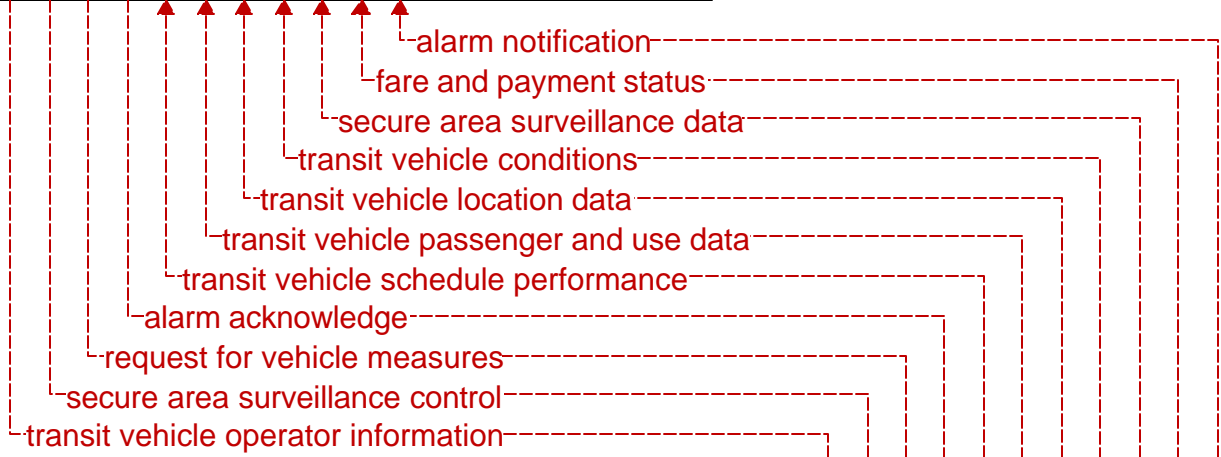 alarm notification
fare and payment status
secure area surveillance data
transit vehicle conditions
transit vehicle location data
transit vehicle passenger and use data
transit vehicle schedule performance
alarm acknowledge
request for vehicle measures
secure area surveillance control
transit vehicle operator information